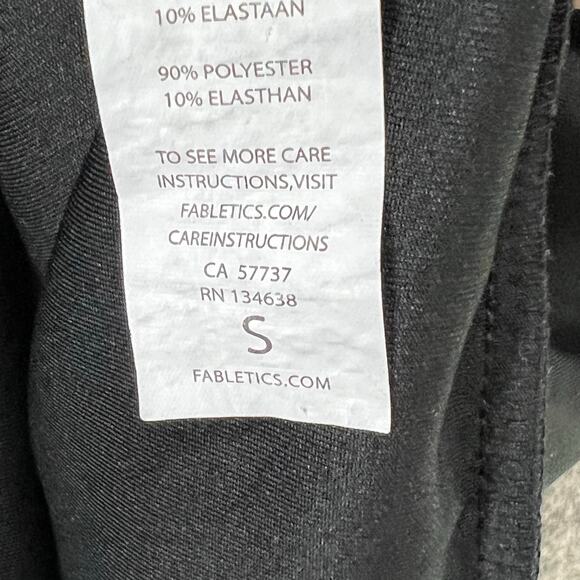 10% ELASTAAN
90% POLYESTER
10% ELASTHAN
TO SEE MORE CARE
INSTRUCTIONS,VISIT
FABLETICS.COM/
CAREINSTRUCTIONS
CA 57737
RN 134638
S
FABLETICS.COM